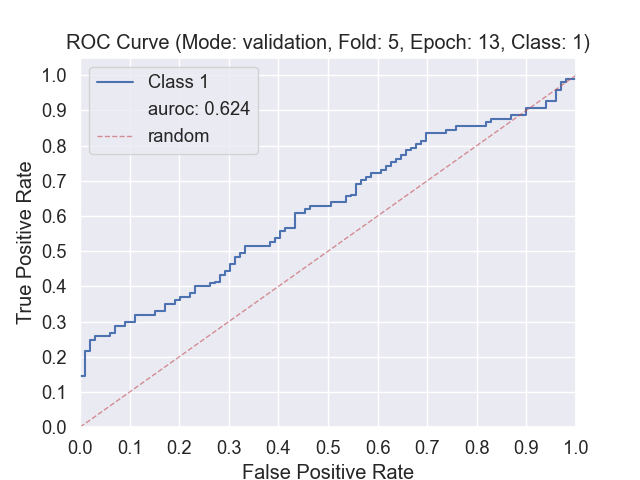 ROC Curve (Mode: validation, Fold: 5, Epoch: 13, Class: 1)
Class 1
auroc: 0.624
random
True Positive Rate
1.0
0.9
0.8
0.7
0.6
0.5
0.4
0.3
0.2
0.1
0.0
0.0 0.1 0.2 0.3 0.4 0.5 0.6 0.7 0.8 0.9 1.0
False Positive Rate